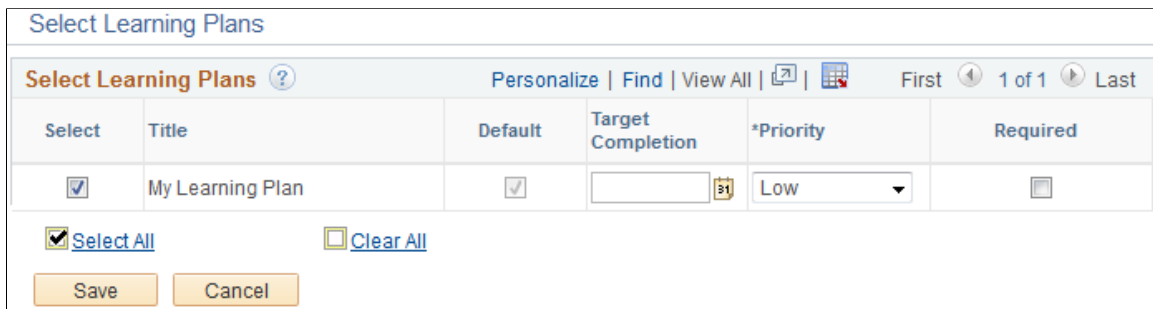 Select Learning Plans
Select Learning Plans ? Personalize | Find | View All | | First 1 of 1 Last
Select Title Default Target Completion *Priority Required
My Learning Plan 31 Low
Select All Clear All
Save Cancel